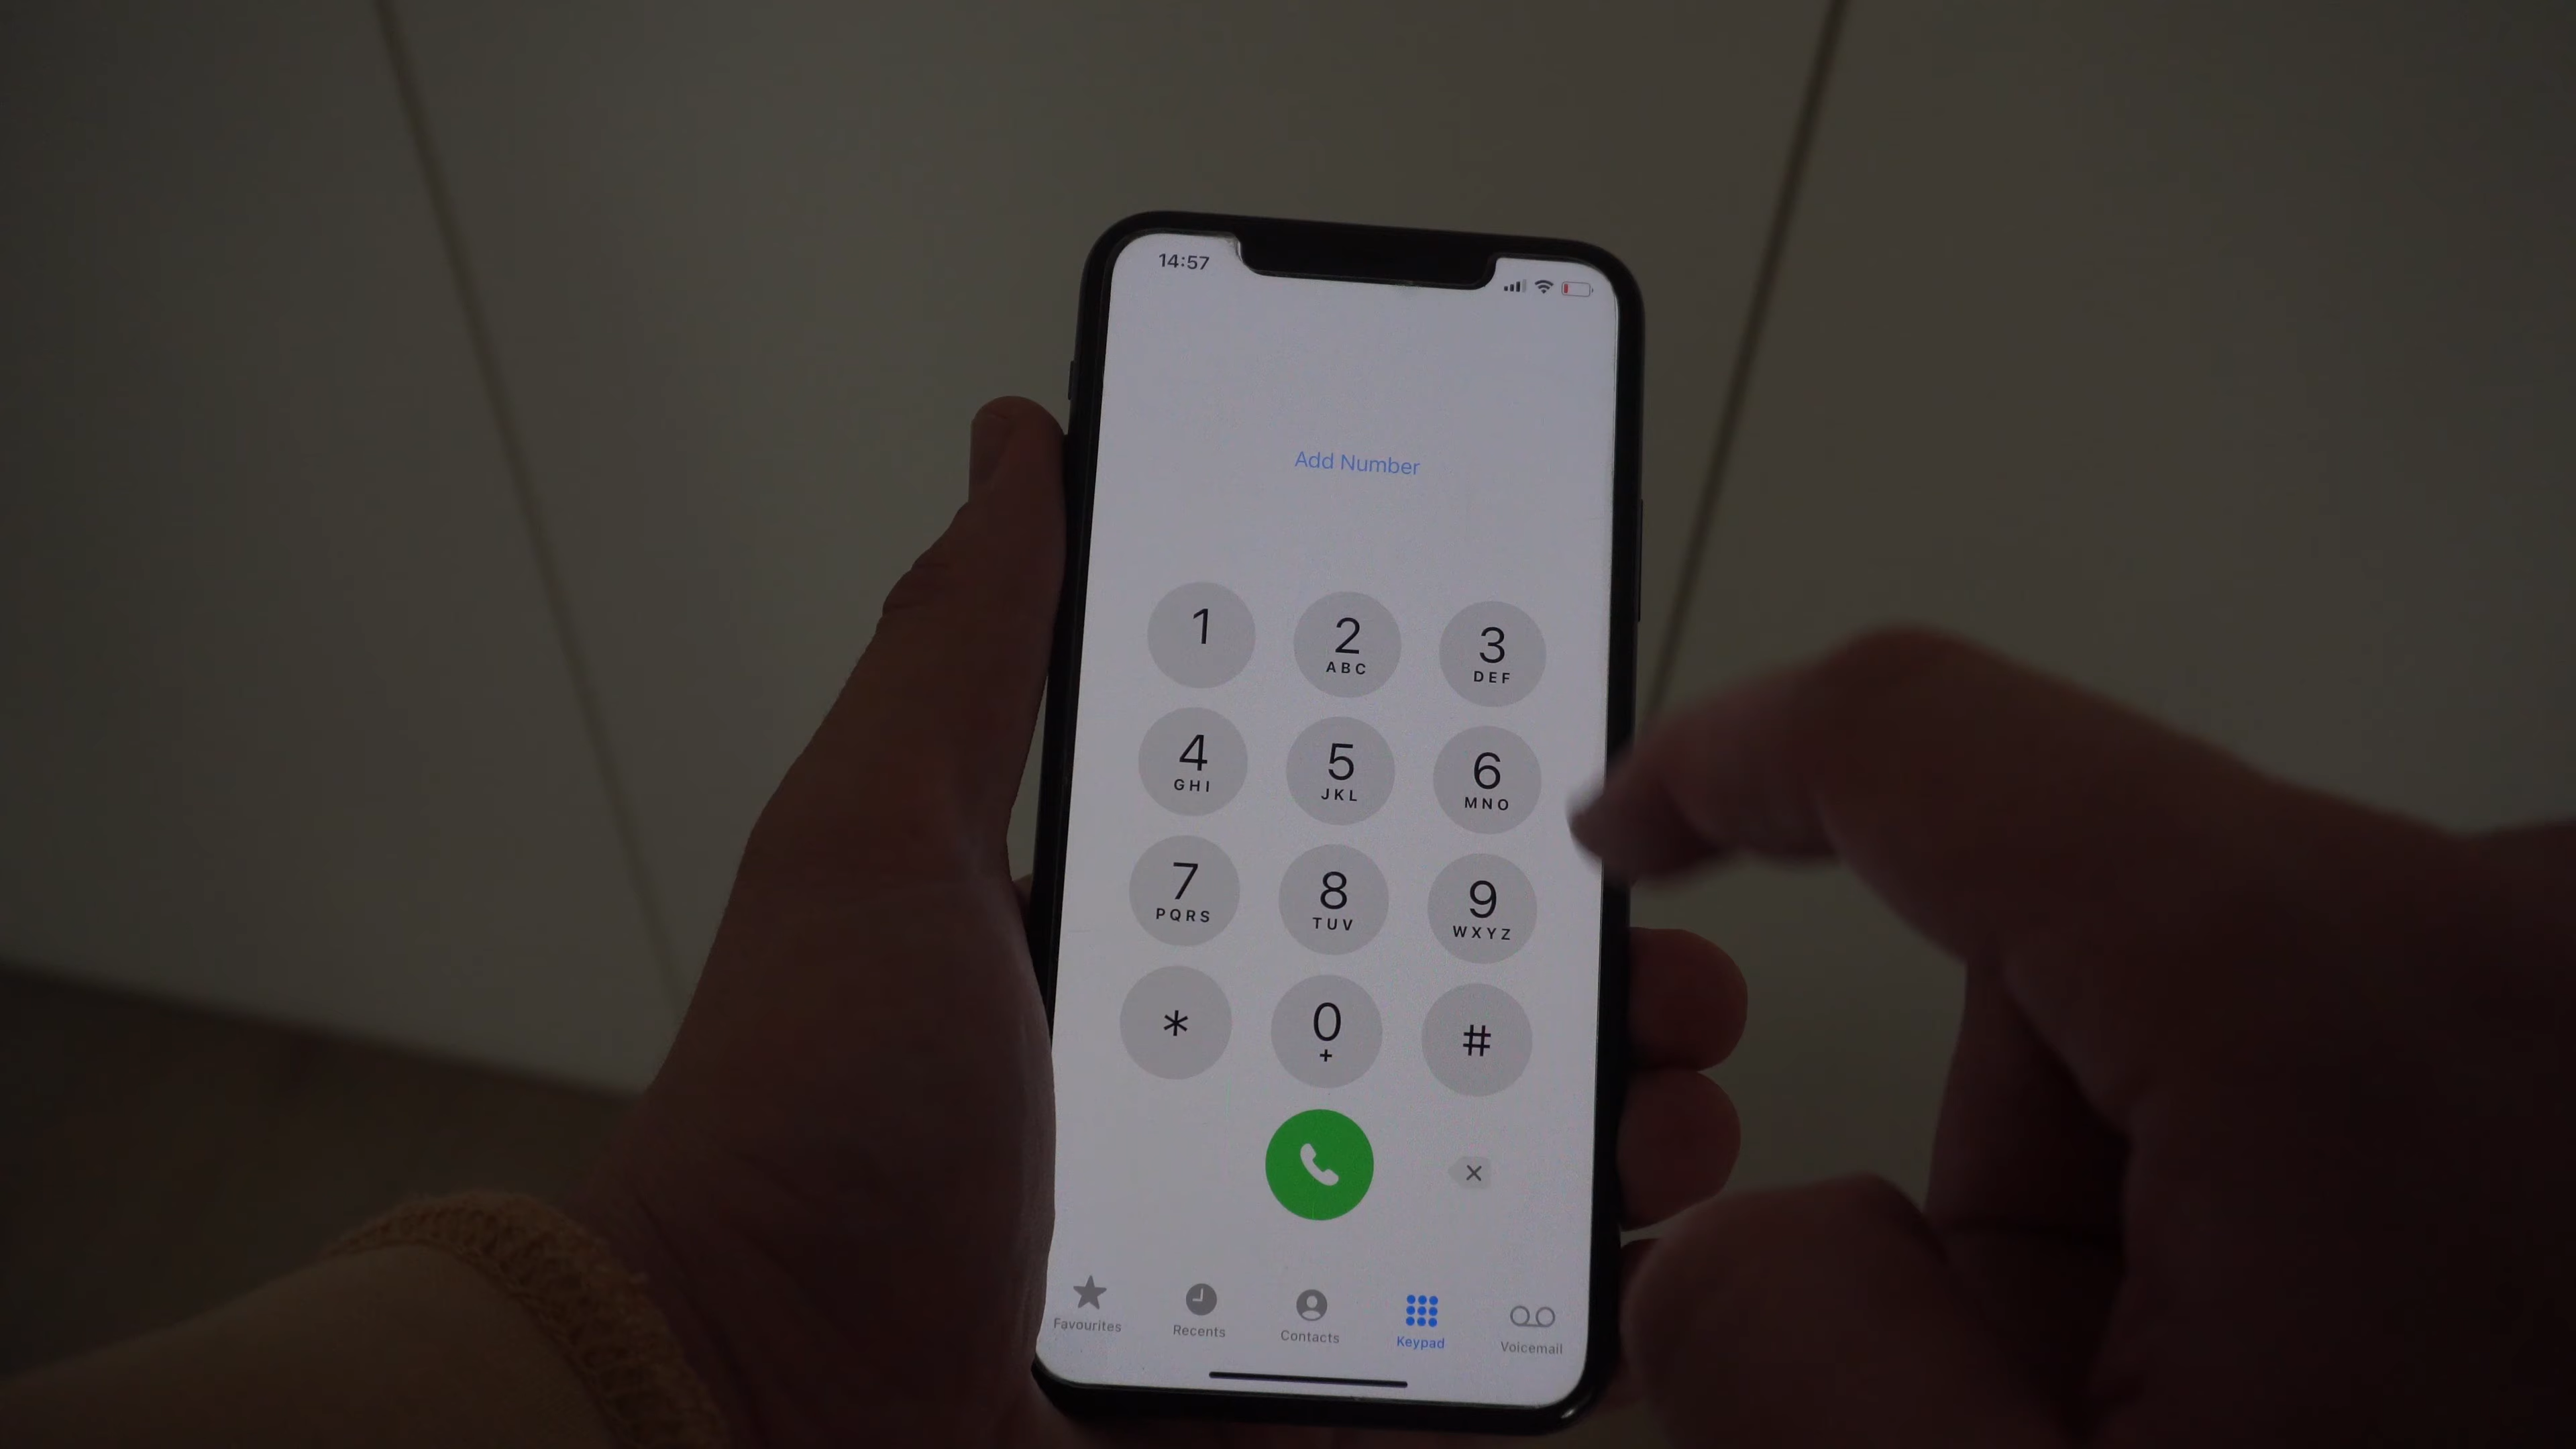 14:57
Add Number
1 2 3
ABC DEF
4 5 6
GHI JKL MNO
7 8 9
PQRS TUV WXYZ
* 0 #
+
Favourites Recents Contacts Keypad Voicemail